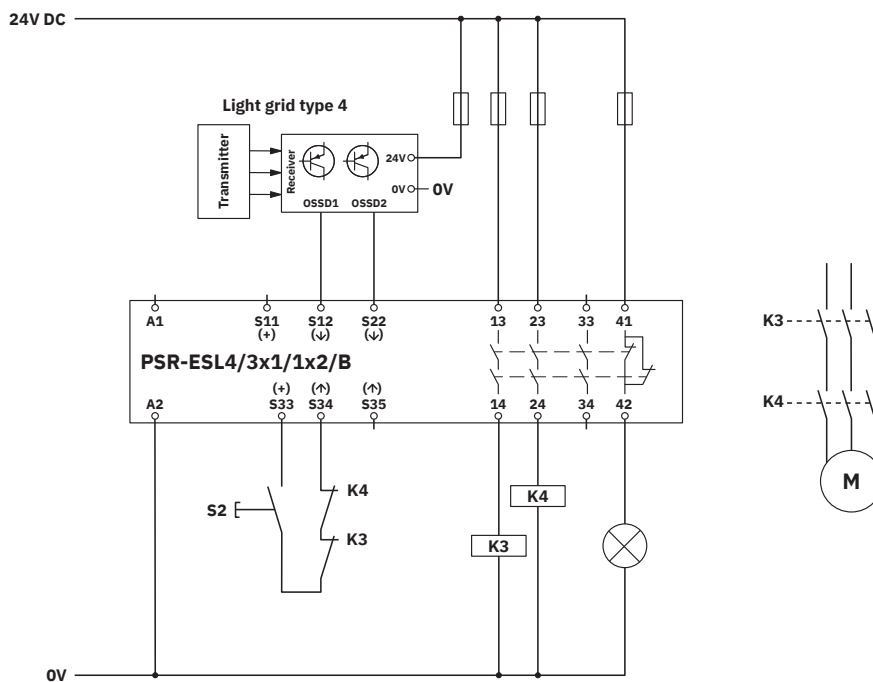 24V DC
Light grid type 4
Transmitter
Receiver
24V
0V
0V
OSSD1 OSSD2
A1 S11 S12 S22 13 23 33 41
(+) (↓) (↓)
PSR-ESL4/3x1/1x2/B
(+) (↑) (↑)
A2 S33 S34 S35 14 24 34 42
K3
K4
M
S2
K4
K3
K4
K3
0V